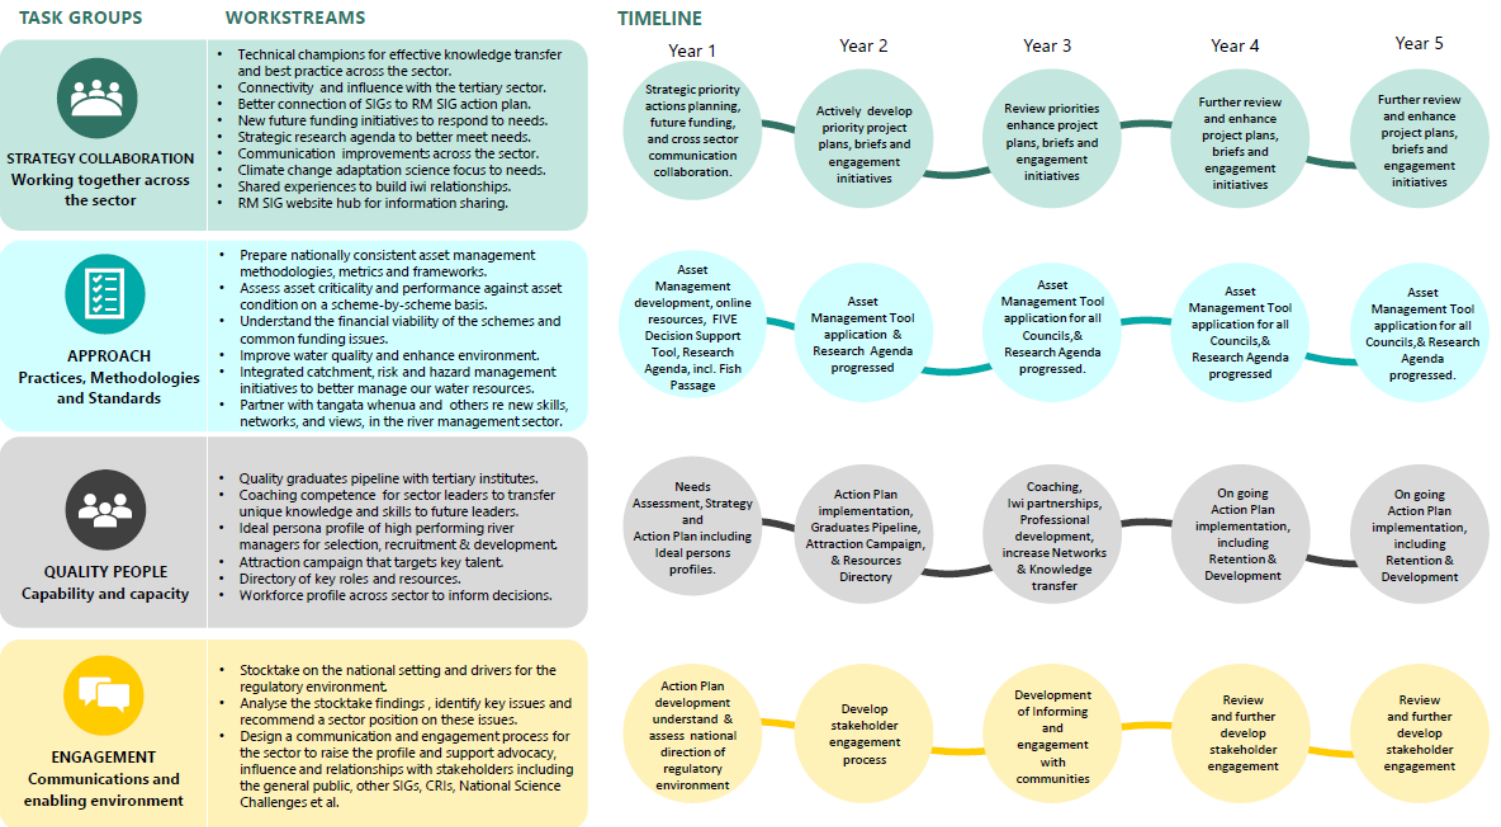 TASK GROUPS
WORKSTREAMS
TIMELINE
Year 1
Year 2
Year 3
Year 4
Year 5
STRATEGY COLLABORATION
Working together across
the sector
• Technical champions for effective knowledge transfer
and best practice across the sector.
• Connectivity and influence with the tertiary sector.
• Better connection of SIGs to RM SIG action plan.
• New future funding initiatives to respond to needs.
• Strategic research agenda to better meet needs.
• Communication improvements across the sector.
• Climate change adaptation science focus to needs.
• Shared experiences to build iwi relationships.
• RM SIG website hub for information sharing.
Strategic priority
actions planning,
future funding,
and cross sector
communication
collaboration.
Actively develop
priority project
plans, briefs and
engagement
initiatives
Review priorities
enhance project
plans, briefs and
engagement
initiatives
Further review
and enhance
project plans,
briefs and
engagement
initiatives
Further review
and enhance
project plans,
briefs and
engagement
initiatives
APPROACH
Practices, Methodologies
and Standards
• Prepare nationally consistent asset management
methodologies, metrics and frameworks.
• Assess asset criticality and performance against asset
condition on a scheme-by-scheme basis.
• Understand the financial viability of the schemes and
common funding issues.
• Improve water quality and enhance environment.
• Integrated catchment, risk and hazard management
initiatives to better manage our water resources.
• Partner with tangata whenua and others re new skills,
networks, and views, in the river management sector.
Asset
Management
development, online
resources, FIVE
Decision Support
Tool, Research
Agenda, incl. Fish
Passage
Asset
Management Tool
application &
Research Agenda
progressed
Asset
Management Tool
application for all
Councils,&
Research Agenda
progressed.
Asset
Management Tool
application for all
Councils,&
Research Agenda
progressed
Asset
Management Tool
application for all
Councils,& Research
Agenda
progressed.
QUALITY PEOPLE
Capability and capacity
• Quality graduates pipeline with tertiary institutes.
• Coaching competence for sector leaders to transfer
unique knowledge and skills to future leaders.
• Ideal persona profile of high performing river
managers for selection, recruitment & development.
• Attraction campaign that targets key talent.
• Directory of key roles and resources.
• Workforce profile across sector to inform decisions.
Needs
Assessment, Strategy
and
Action Plan including
Ideal persons
profiles.
Action Plan
implementation,
Graduates Pipeline,
Attraction Campaign,
& Resources
Directory
Coaching,
Iwi partnerships,
Professional
development,
increase Networks
& Knowledge
transfer
On going
Action Plan
implementation,
including
Retention &
Development
On going
Action Plan
implementation,
including
Retention &
Development
ENGAGEMENT
Communications and
enabling environment
• Stocktake on the national setting and drivers for the
regulatory environment.
• Analyse the stocktake findings , identify key issues and
recommend a sector position on these issues.
• Design a communication and engagement process for
the sector to raise the profile and support advocacy,
influence and relationships with stakeholders including
the general public, other SIGs, CRIs, National Science
Challenges et al.
Action Plan
development
understand &
assess national
direction of
regulatory
environment
Develop
stakeholder
engagement
process
Development
of Informing
and
engagement
with
communities
Review
and further
develop
stakeholder
engagement
Review
and further
develop
stakeholder
engagement